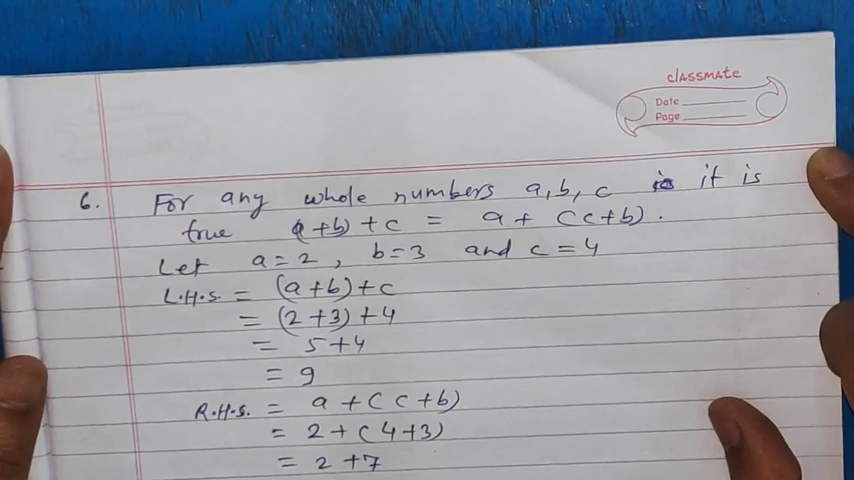 classmate
Date
Page
6. For any whole numbers a, b, c is it is
true (a+b)+c = a+(c+b).
Let a=2, b=3 and c=4
L.H.S. = (a+b)+c
= (2+3)+4
= 5+4
= 9
R.H.S. = a+(c+b)
= 2+(4+3)
= 2+7